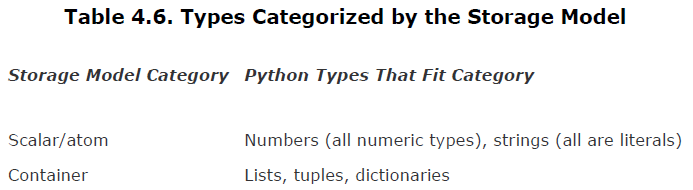 Table 4.6. Types Categorized by the Storage Model
Storage Model Category Python Types That Fit Category
Scalar/atom Numbers (all numeric types), strings (all are literals)
Container Lists, tuples, dictionaries